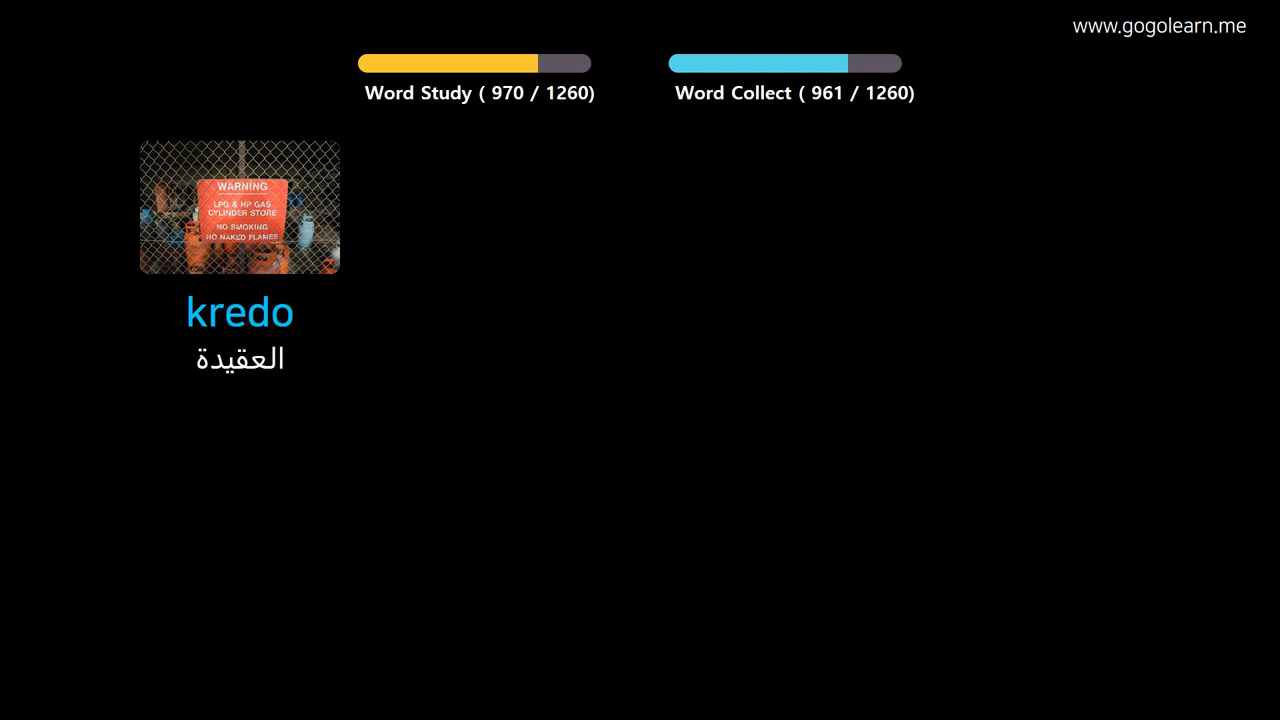 www.gogolearn.me
Word Study ( 970 / 1260)
Word Collect ( 961 / 1260)
WARNING
LPG & HP GAS
CYLINDER STORE
NO SMOKING
NO NAKED FLAMES
kredo
العقيدة